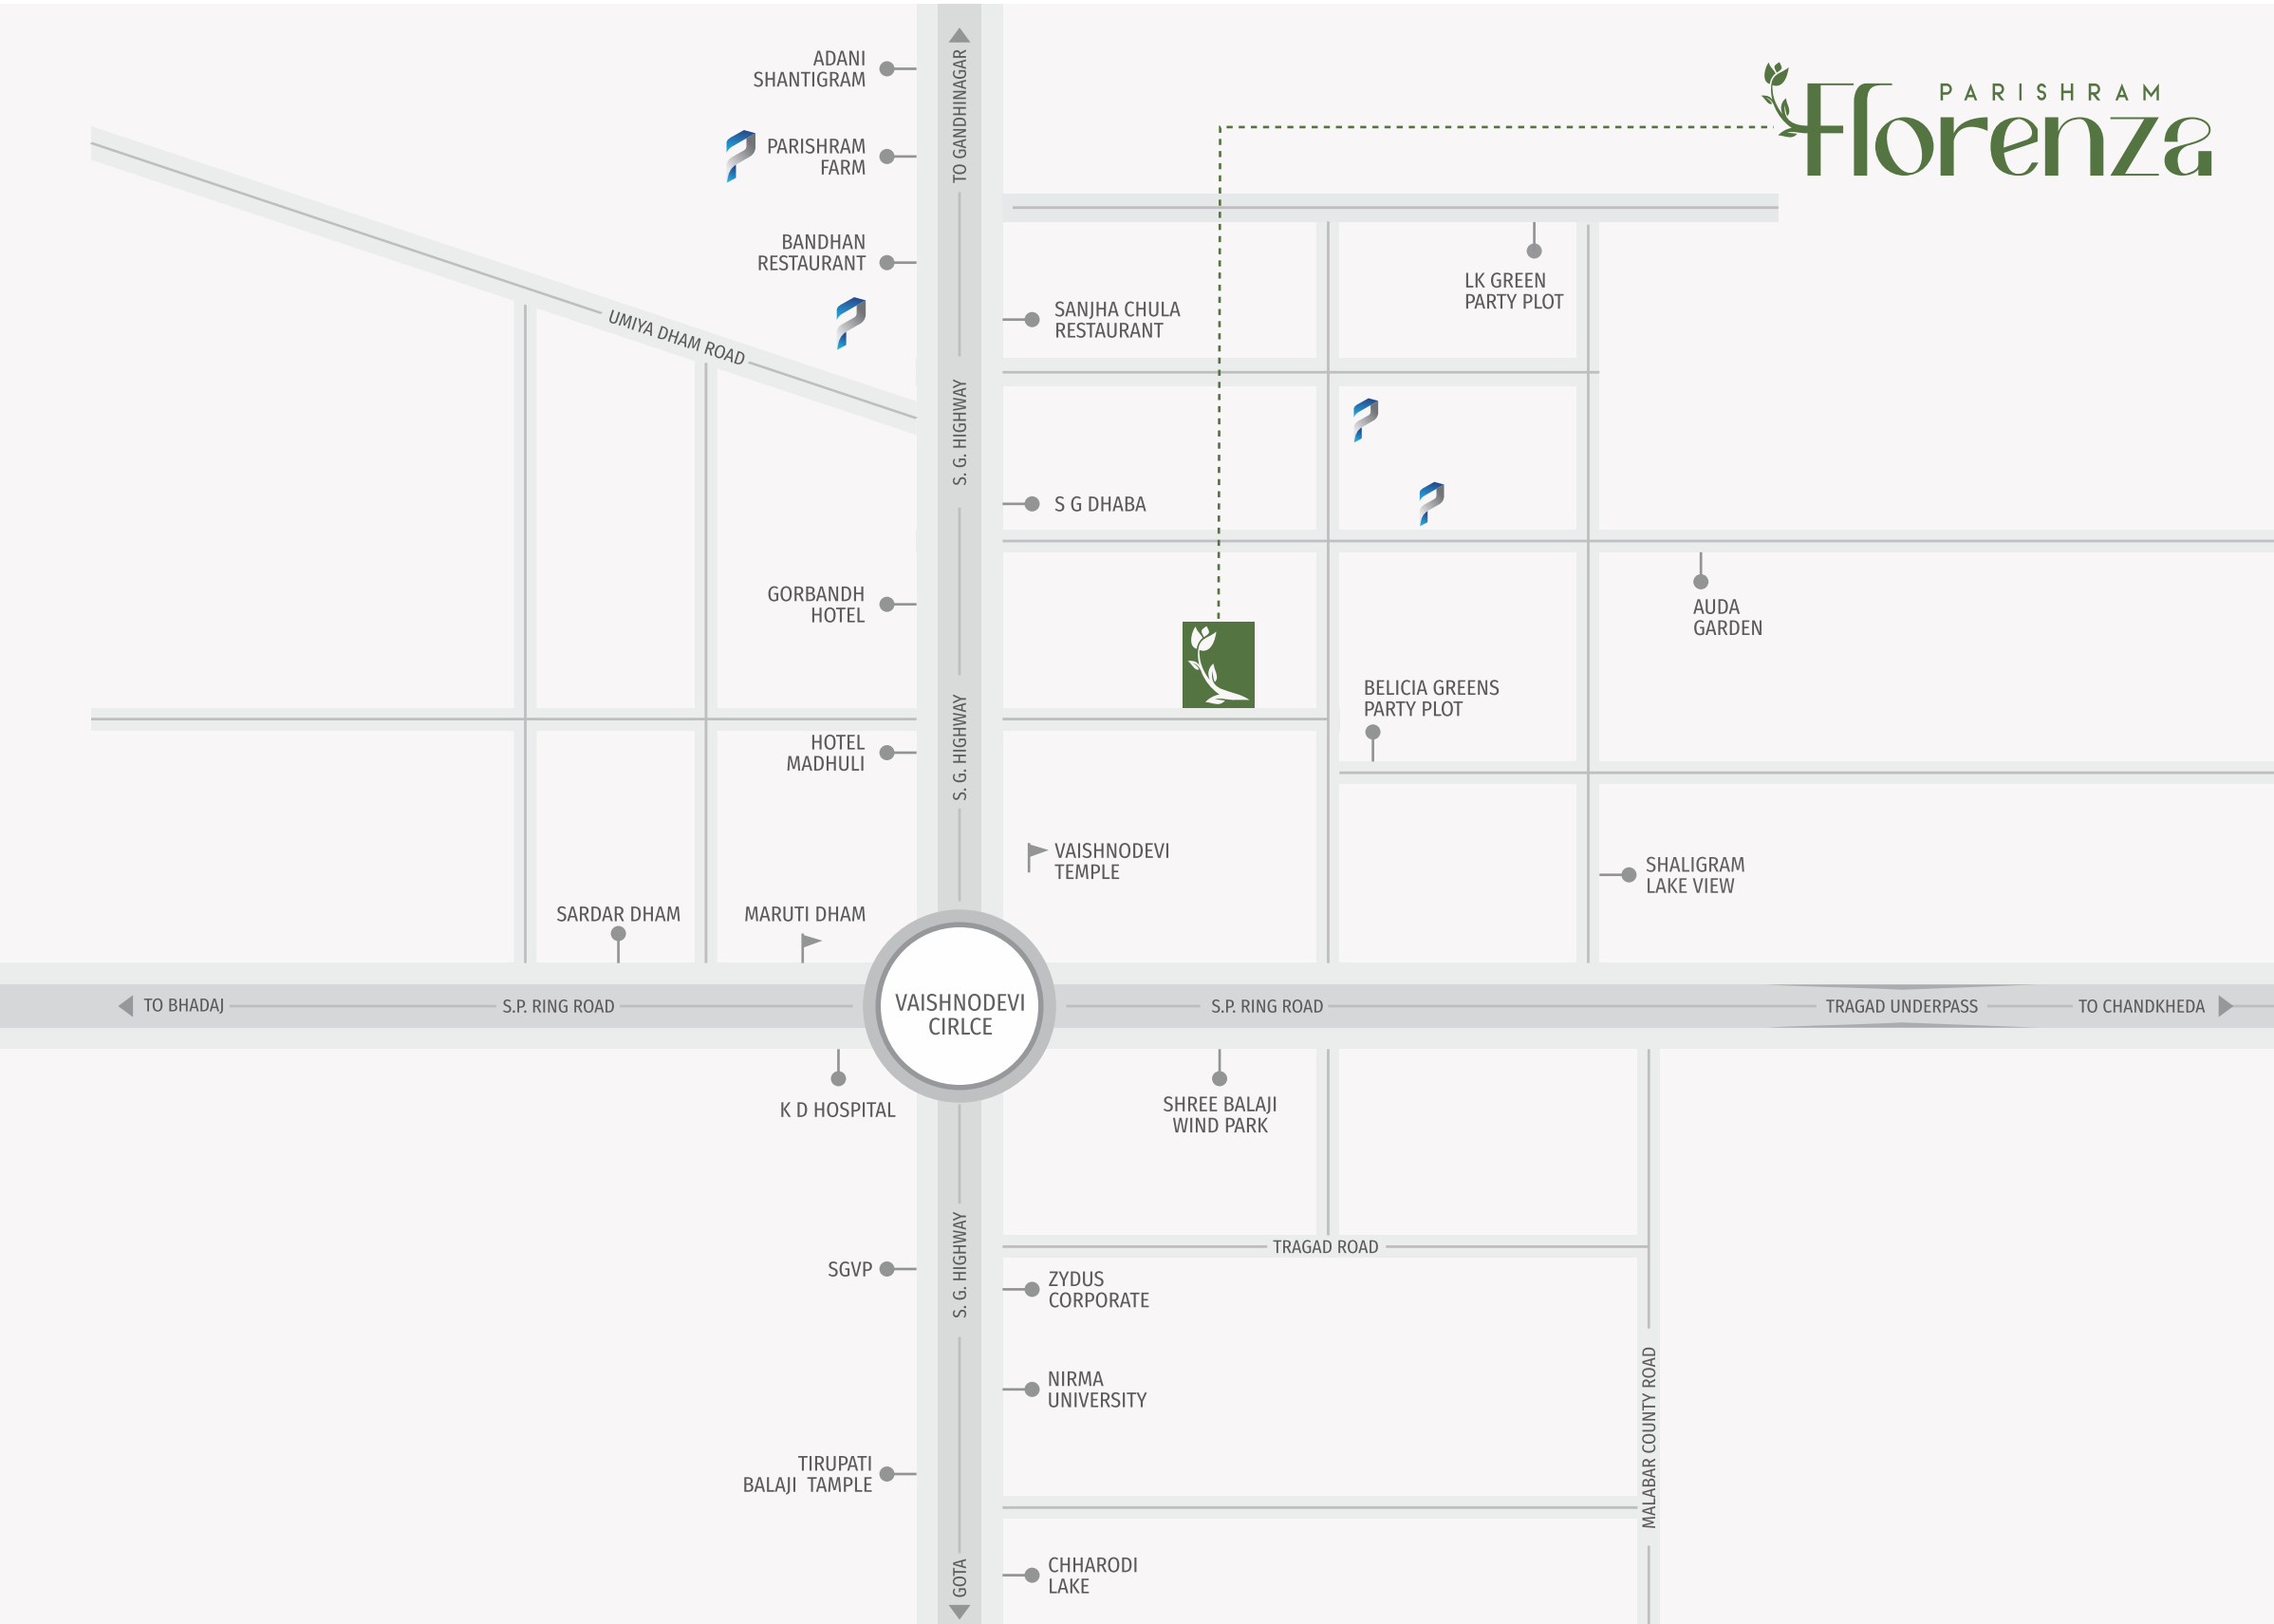 ADANI
SHANTIGRAM
PARISHRAM
FARM
BANDHAN
RESTAURANT
UMIYA DHAM ROAD
GORBANDH
HOTEL
HOTEL
MADHULI
SARDAR DHAM
MARUTI DHAM
TO GANDHINAGAR
S. G. HIGHWAY
S. G. HIGHWAY
PARISHRAM
florenza
LK GREEN
PARTY PLOT
SANJHA CHULA
RESTAURANT
S G DHABA
AUDA
GARDEN
BELICIA GREENS
PARTY PLOT
VAISHNODEVI
TEMPLE
SHALIGRAM
LAKE VIEW
TO BHADAJ
S.P. RING ROAD
VAISHNODEVI
CIRLCE
S.P. RING ROAD
TRAGAD UNDERPASS
TO CHANDKHEDA
K D HOSPITAL
SHREE BALAJI
WIND PARK
S. G. HIGHWAY
TRAGAD ROAD
SGVP
ZYDUS
CORPORATE
NIRMA
UNIVERSITY
MALABAR COUNTY ROAD
TIRUPATI
BALAJI TAMPLE
GOTA
CHHARODI
LAKE